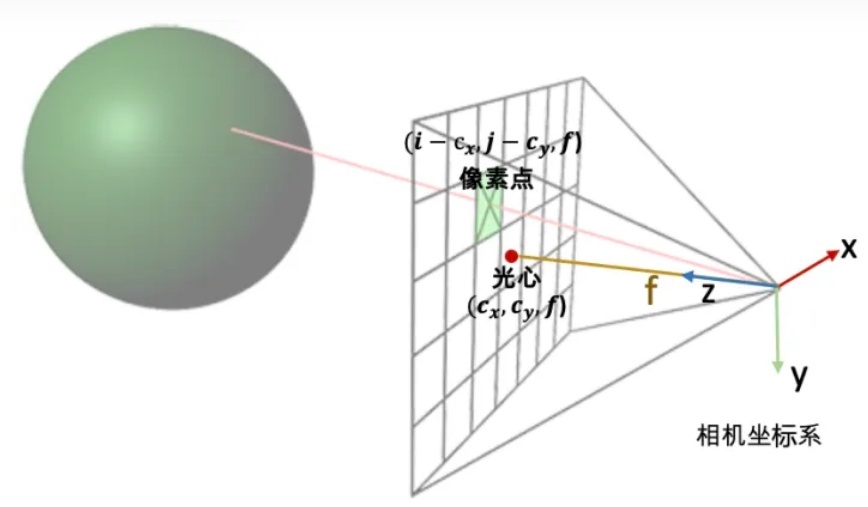 (i − c_x, j − c_y, f)
像素点
光心
(c_x, c_y, f)
f
z
x
y
相机坐标系